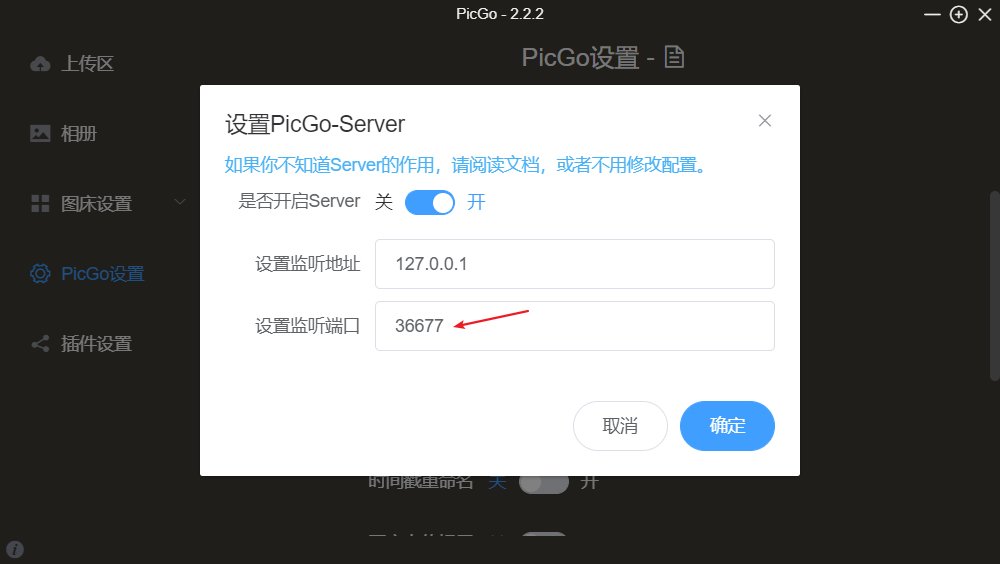 PicGo - 2.2.2
上传区
PicGo设置 -
相册
图床设置
PicGo设置
插件设置
设置PicGo-Server
如果你不知道Server的作用，请阅读文档，或者不用修改配置。
是否开启Server 关 开
设置监听地址 127.0.0.1
设置监听端口 36677
取消 确定
时间戳重命名 关 开